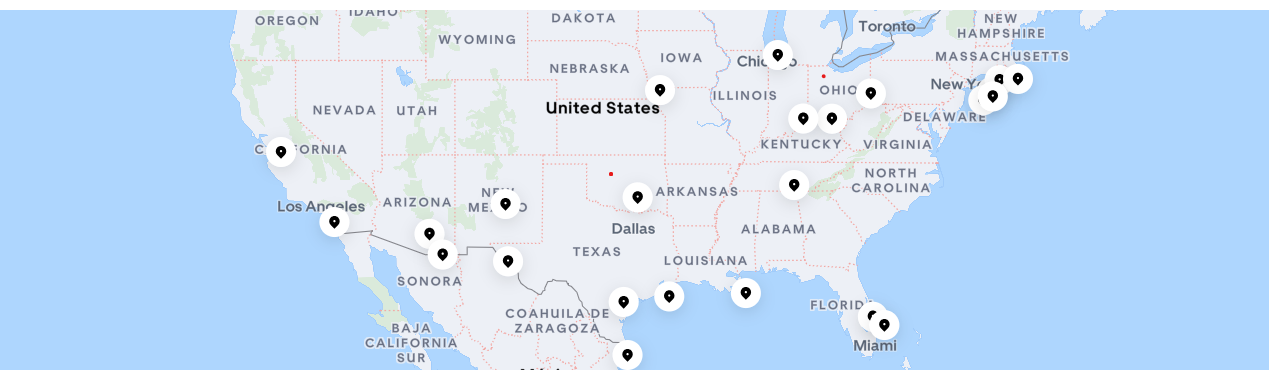 OREGON
IDAHO
DAKOTA
Toronto
NEW
HAMPSHIRE
WYOMING
MASSACHUSETTS
NEBRASKA
IOWA
Chicago
NEVADA
UTAH
United States
ILLINOIS
OHIO
New Yo
DELAWARE
KENTUCKY
VIRGINIA
CALIFORNIA
NORTH
CAROLINA
Los Angeles
ARIZONA
NEW
MEXICO
ARKANSAS
Dallas
ALABAMA
TEXAS
LOUISIANA
SONORA
FLORIDA
COAHUILA DE
ZARAGOZA
BAJA
CALIFORNIA
SUR
Miami